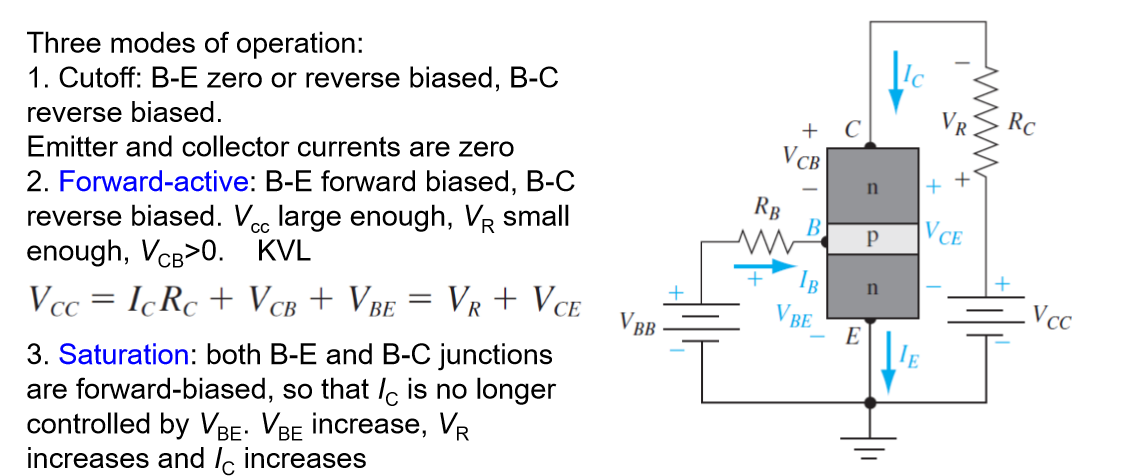 Three modes of operation:
1. Cutoff: B-E zero or reverse biased, B-C
reverse biased.
Emitter and collector currents are zero
2. Forward-active: B-E forward biased, B-C
reverse biased. Vcc large enough, VR small
enough, VCB>0. KVL
VCC = ICRC + VCB + VBE = VR + VCE
3. Saturation: both B-E and B-C junctions
are forward-biased, so that IC is no longer
controlled by VBE. VBE increase, VR
increases and IC increases
IC
−
+ C
VR
RC
VCB
−
n
+ +
RB
B
p
VCE
+
IB
n
−
+
+
VBB
VBE
VCC
−
−
E
−
IE